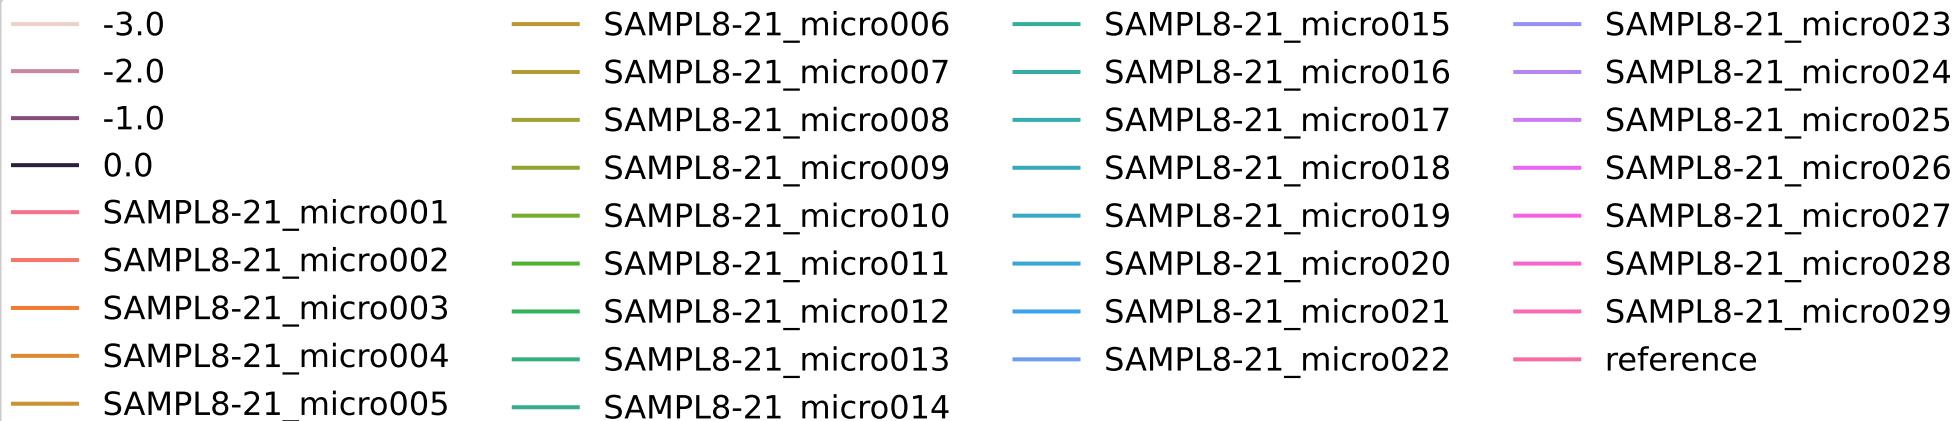 -3.0
-2.0
-1.0
0.0
SAMPL8-21_micro001
SAMPL8-21_micro002
SAMPL8-21_micro003
SAMPL8-21_micro004
SAMPL8-21_micro005
SAMPL8-21_micro006
SAMPL8-21_micro007
SAMPL8-21_micro008
SAMPL8-21_micro009
SAMPL8-21_micro010
SAMPL8-21_micro011
SAMPL8-21_micro012
SAMPL8-21_micro013
SAMPL8-21_micro014
SAMPL8-21_micro015
SAMPL8-21_micro016
SAMPL8-21_micro017
SAMPL8-21_micro018
SAMPL8-21_micro019
SAMPL8-21_micro020
SAMPL8-21_micro021
SAMPL8-21_micro022
SAMPL8-21_micro023
SAMPL8-21_micro024
SAMPL8-21_micro025
SAMPL8-21_micro026
SAMPL8-21_micro027
SAMPL8-21_micro028
SAMPL8-21_micro029
reference